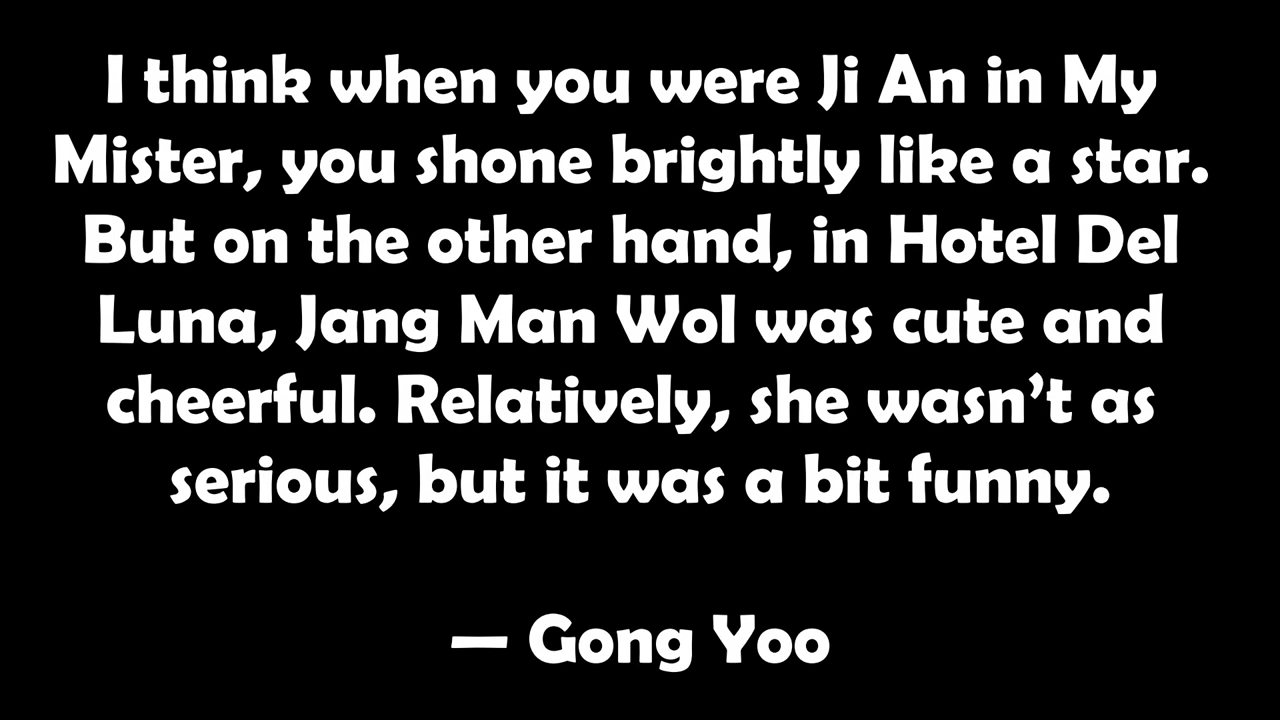 I think when you were Ji An in My
Mister, you shone brightly like a star.
But on the other hand, in Hotel Del
Luna, Jang Man Wol was cute and
cheerful. Relatively, she wasn’t as
serious, but it was a bit funny.
— Gong Yoo